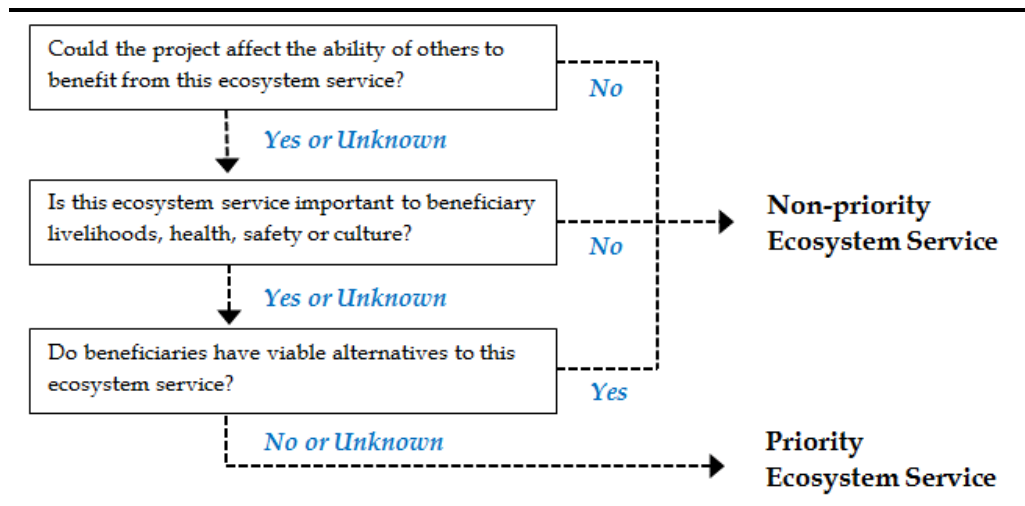 Could the project affect the ability of others to
benefit from this ecosystem service?
No
Yes or Unknown
Is this ecosystem service important to beneficiary
livelihoods, health, safety or culture?
No
Non-priority
Ecosystem Service
Yes or Unknown
Do beneficiaries have viable alternatives to this
ecosystem service?
Yes
No or Unknown
Priority
Ecosystem Service